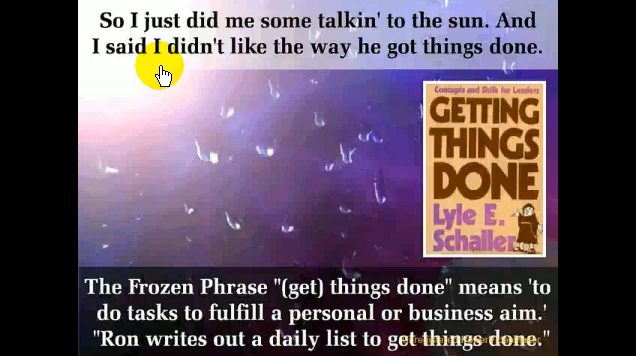 So I just did me some talkin' to the sun. And
I said I didn't like the way he got things done.
Concepts and Skills for Leaders
GETTING
THINGS
DONE
Lyle E.
Schaller
The Frozen Phrase "(get) things done" means 'to
do tasks to fulfill a personal or business aim.'
"Ron writes out a daily list to get things done."